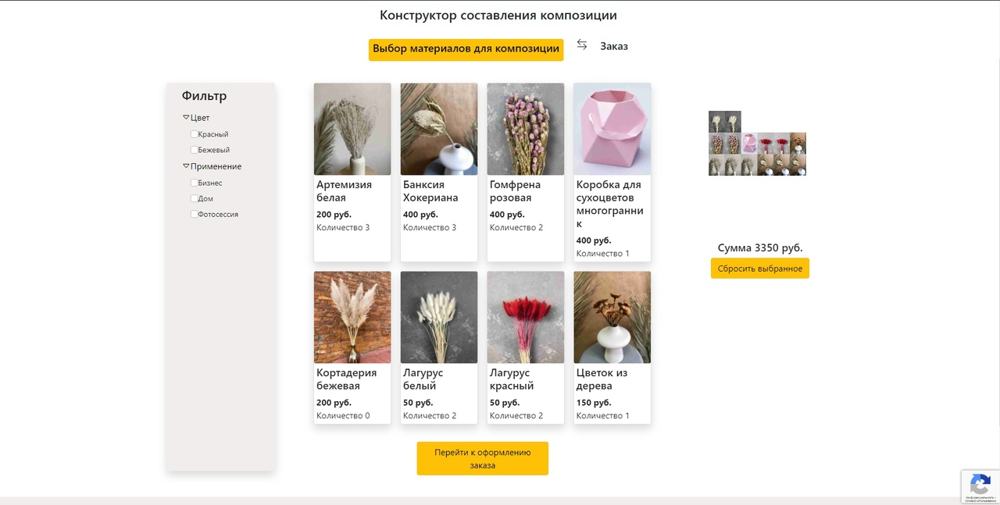 Конструктор составления композиции
Выбор материалов для композиции
Заказ
Фильтр
Цвет
Красный
Бежевый
Применение
Бизнес
Дом
Фотосессия
Артемизия
белая
200 руб.
Количество 3
Банксия
Хокериана
400 руб.
Количество 3
Гомфрена
розовая
400 руб.
Количество 2
Коробка для
сухоцветов
многогранни
к
400 руб.
Количество 1
Сумма 3350 руб.
Сбросить выбранное
Кортадерия
бежевая
200 руб.
Количество 0
Лагурус
белый
50 руб.
Количество 2
Лагурус
красный
50 руб.
Количество 2
Цветок из
дерева
150 руб.
Количество 1
Перейти к оформлению
заказа